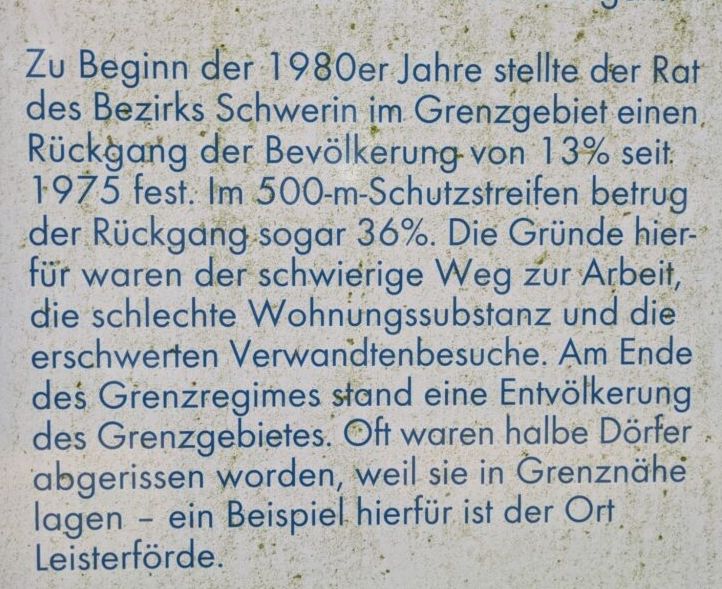 Zu Beginn der 1980er Jahre stellte der Rat
des Bezirks Schwerin im Grenzgebiet einen
Rückgang der Bevölkerung von 13% seit
1975 fest. Im 500-m-Schutzstreifen betrug
der Rückgang sogar 36%. Die Gründe hier-
für waren der schwierige Weg zur Arbeit,
die schlechte Wohnungssubstanz und die
erschwerten Verwandtenbesuche. Am Ende
des Grenzregimes stand eine Entvölkerung
des Grenzgebietes. Oft waren halbe Dörfer
abgerissen worden, weil sie in Grenznähe
lagen – ein Beispiel hierfür ist der Ort
Leisterförde.